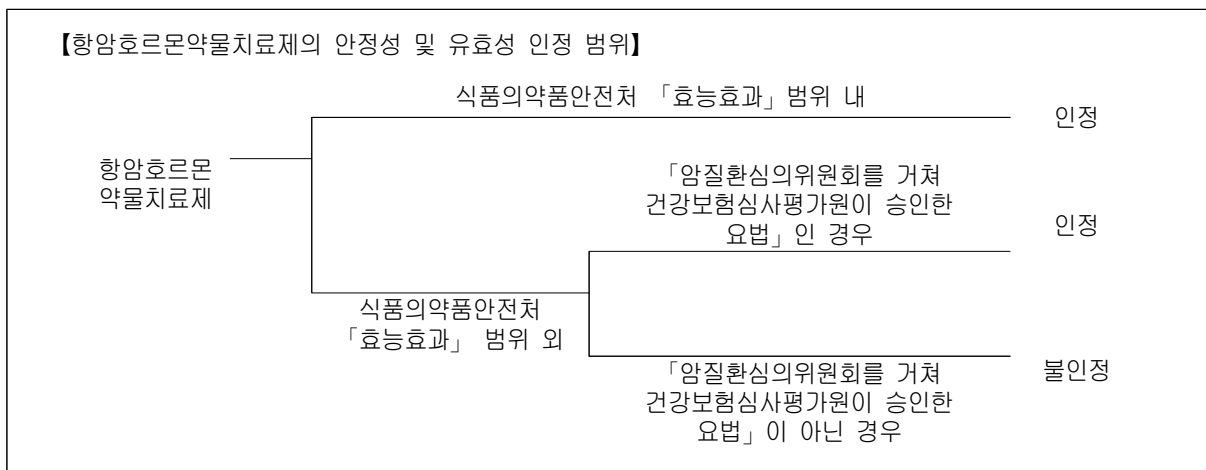 【항암호르몬약물치료제의 안정성 및 유효성 인정 범위】
식품의약품안전처 「효능효과」범위 내
인정
항암호르몬
약물치료제
「암질환심의위원회를 거쳐
건강보험심사평가원이 승인한
요법」인 경우
인정
식품의약품안전처
「효능효과」 범위 외
「암질환심의위원회를 거쳐
건강보험심사평가원이 승인한
요법」이 아닌 경우
불인정